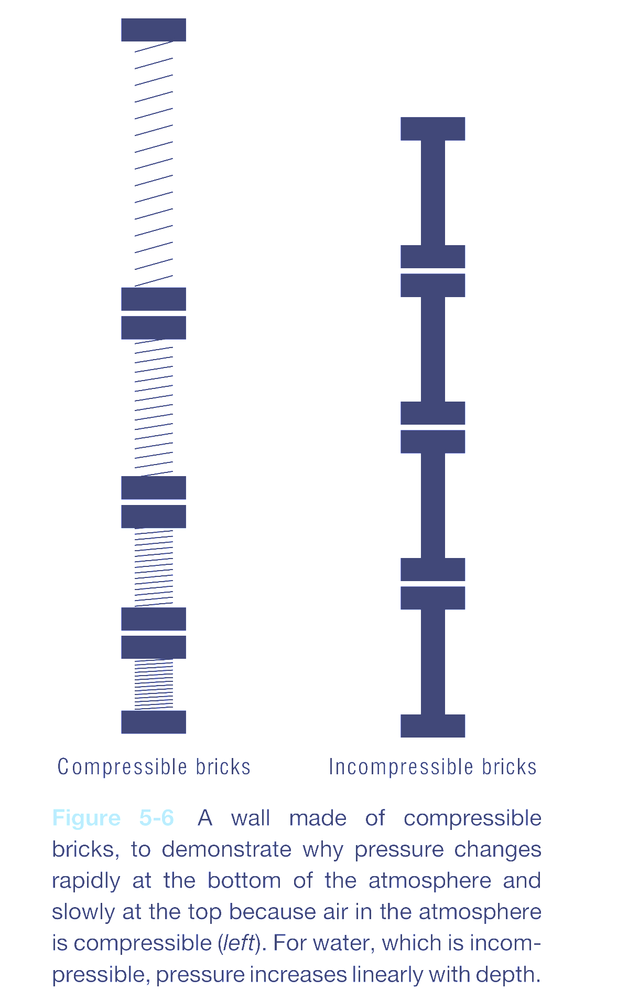 Compressible bricks
Incompressible bricks
Figure 5-6 A wall made of compressible
bricks, to demonstrate why pressure changes
rapidly at the bottom of the atmosphere and
slowly at the top because air in the atmosphere
is compressible (left). For water, which is incom-
pressible, pressure increases linearly with depth.